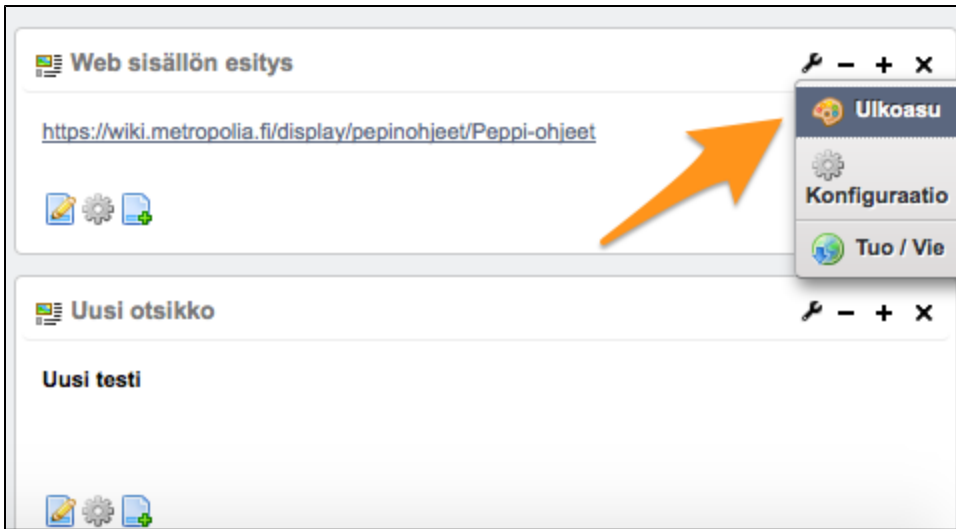 Web sisällön esitys
Ulkoasu
https://wiki.metropolia.fi/display/pepinohjeet/Peppi-ohjeet
Konfiguraatio
Tuo / Vie
Uusi otsikko
Uusi testi